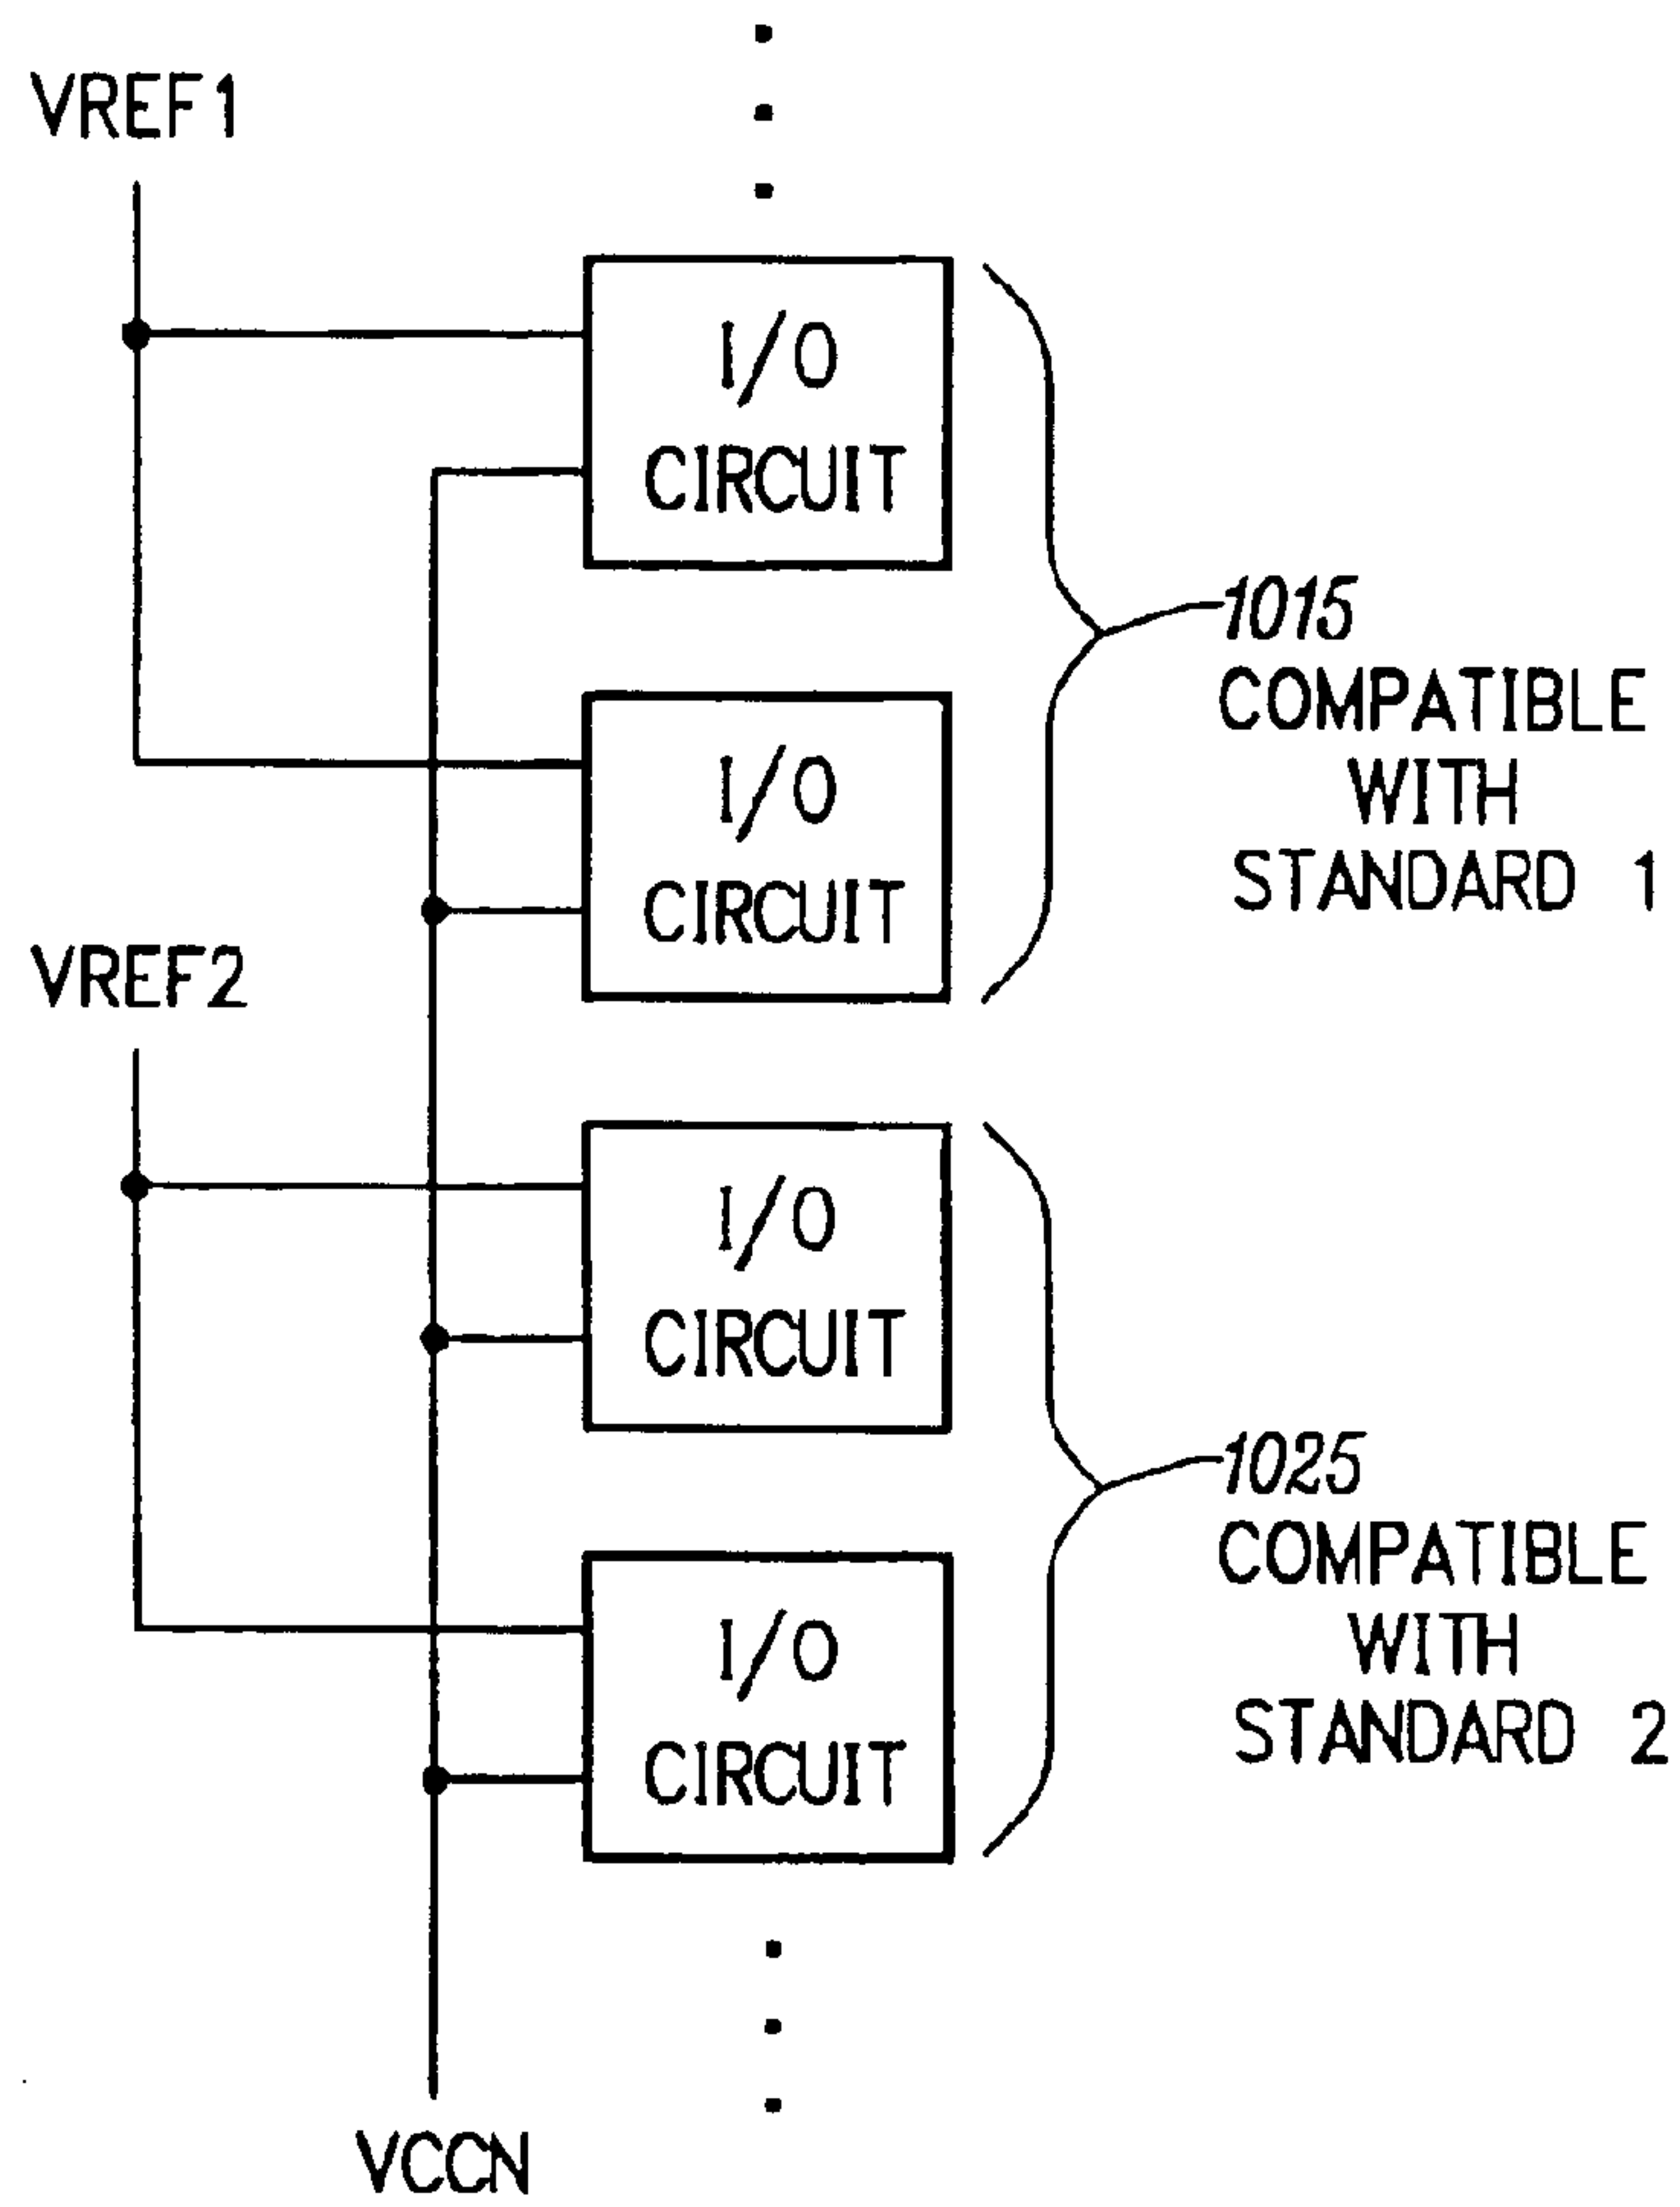 VREF1
I/O
CIRCUIT
1015
COMPATIBLE
WITH
STANDARD 1
I/O
CIRCUIT
VREF2
I/O
CIRCUIT
1025
COMPATIBLE
WITH
STANDARD 2
I/O
CIRCUIT
VCCN